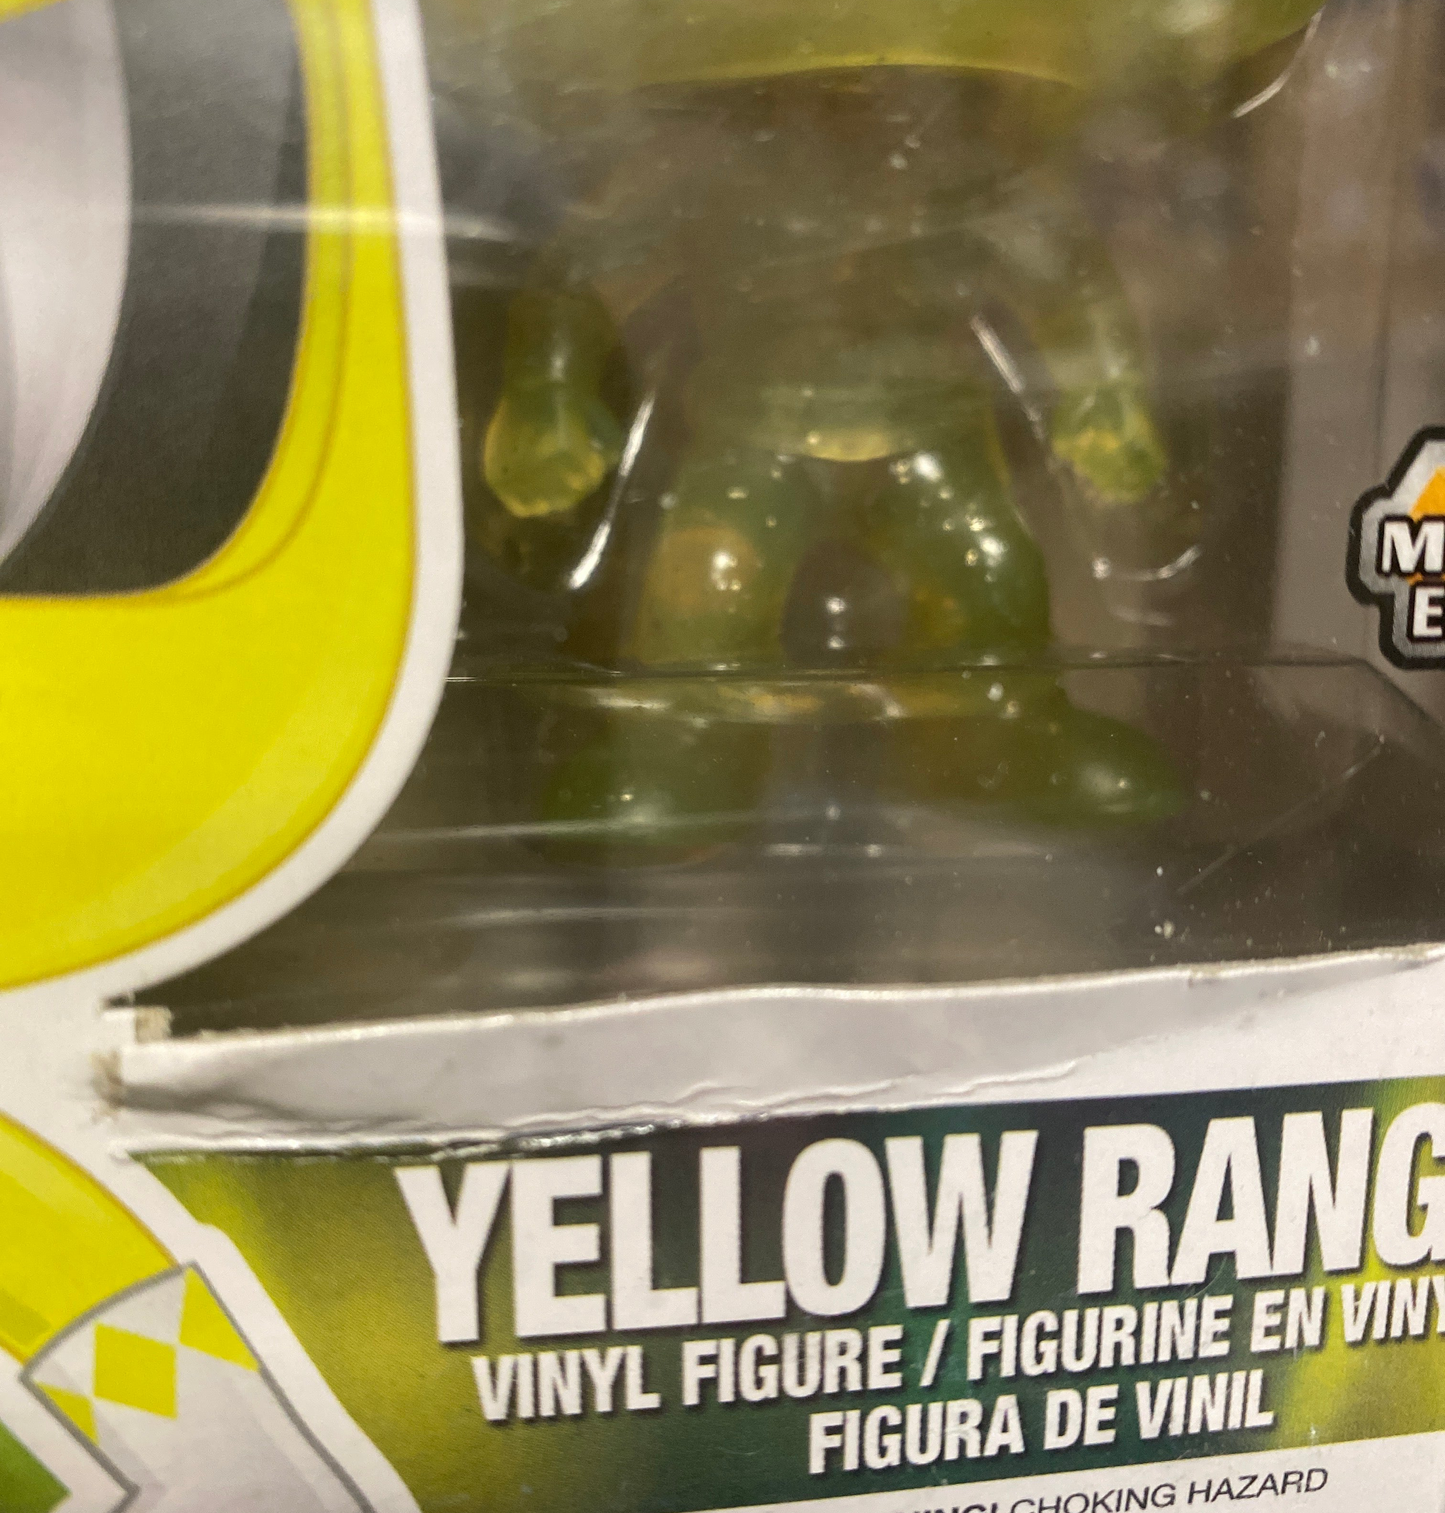 M
E
YELLOW RANG
VINYL FIGURE / FIGURINE EN VINY
FIGURA DE VINIL
CHOKING HAZARD